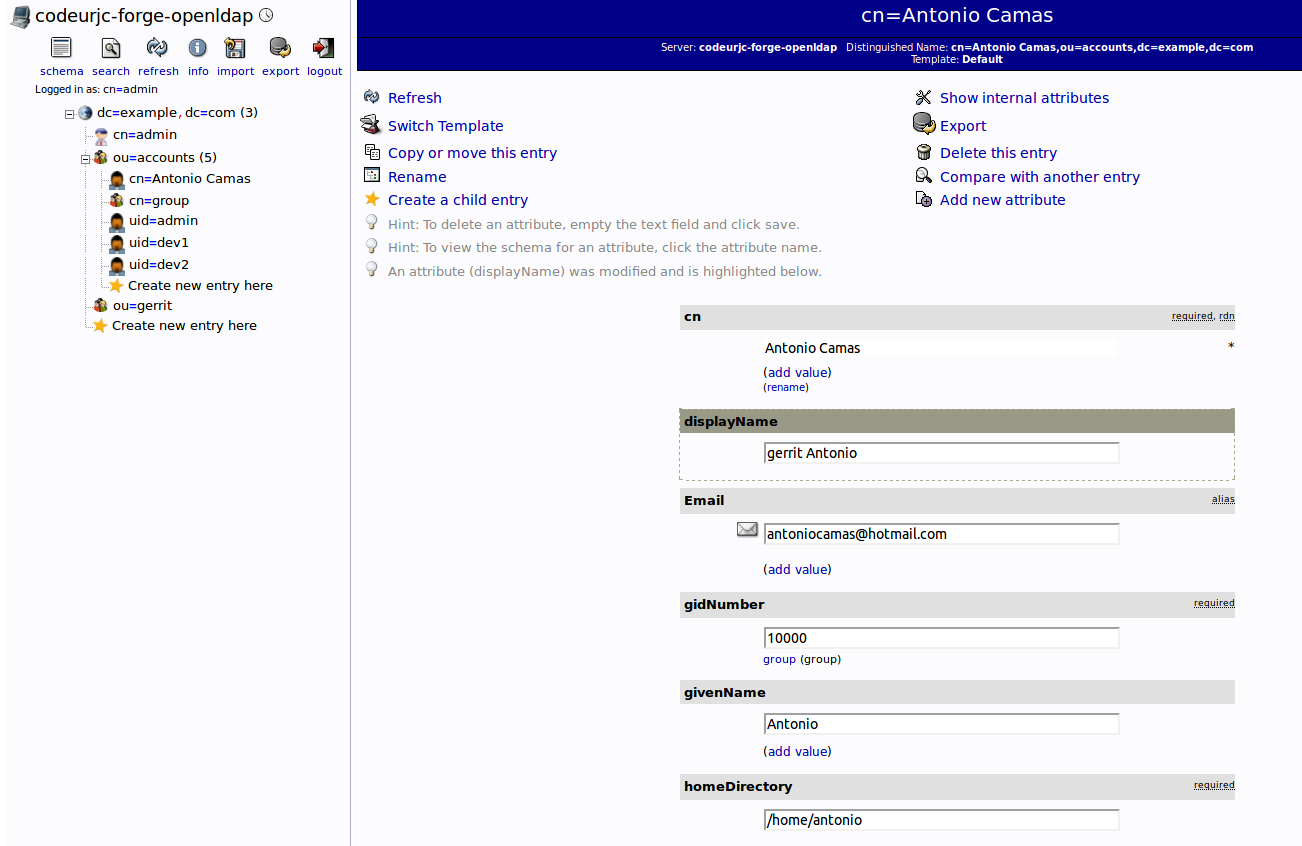 codeurjc-forge-openldap
schema search refresh info import export logout
Logged in as: cn=admin
dc=example, dc=com (3)
cn=admin
ou=accounts (5)
cn=Antonio Camas
cn=group
uid=admin
uid=dev1
uid=dev2
Create new entry here
ou=gerrit
Create new entry here
cn=Antonio Camas
Server: codeurjc-forge-openldap Distinguished Name: cn=Antonio Camas,ou=accounts,dc=example,dc=com
Template: Default
Refresh
Switch Template
Copy or move this entry
Rename
Create a child entry
Show internal attributes
Export
Delete this entry
Compare with another entry
Add new attribute
Hint: To delete an attribute, empty the text field and click save.
Hint: To view the schema for an attribute, click the attribute name.
An attribute (displayName) was modified and is highlighted below.
cn required, rdn
Antonio Camas *
(add value)
(rename)
displayName
gerrit Antonio
Email alias
antoniocamas@hotmail.com
(add value)
gidNumber required
10000
group (group)
givenName
Antonio
(add value)
homeDirectory required
/home/antonio